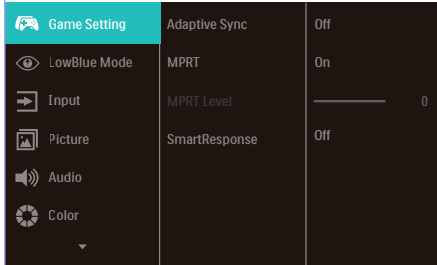 Game Setting Adaptive Sync Off
LowBlue Mode MPRT On
Input MPRT Level 0
Picture SmartResponse Off
Audio
Color